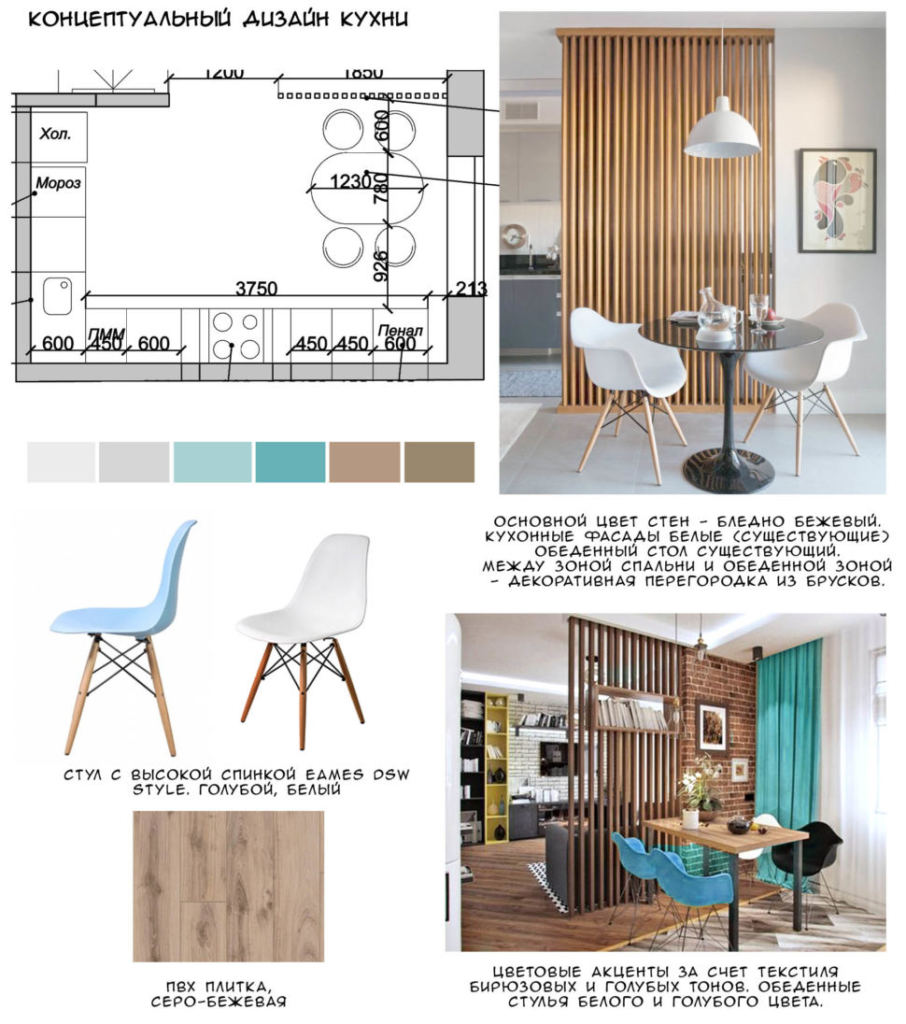 КОНЦЕПТУАЛЬНЫЙ ДИЗАЙН КУХНИ
1200
1850
Хол.
600
Мороз
1230
780
926
3750
213
ПММ
Пенал
600
450
600
450
450
600
ОСНОВНОЙ ЦВЕТ СТЕН - БЛЕДНО БЕЖЕВЫЙ.
КУХОННЫЕ ФАСАДЫ БЕЛЫЕ (СУЩЕСТВУЮЩИЕ)
ОБЕДЕННЫЙ СТОЛ СУЩЕСТВУЮЩИЙ.
МЕЖДУ ЗОНОЙ СПАЛЬНИ И ОБЕДЕННОЙ ЗОНОЙ
- ДЕКОРАТИВНАЯ ПЕРЕГОРОДКА ИЗ БРУСКОВ.
СТУЛ С ВЫСОКОЙ СПИНКОЙ EAMES DSW
STYLE. ГОЛУБОЙ, БЕЛЫЙ
ПВХ ПЛИТКА,
СЕРО-БЕЖЕВАЯ
ЦВЕТОВЫЕ АКЦЕНТЫ ЗА СЧЕТ ТЕКСТИЛЯ
БИРЮЗОВЫХ И ГОЛУБЫХ ТОНОВ. ОБЕДЕННЫЕ
СТУЛЬЯ БЕЛОГО И ГОЛУБОГО ЦВЕТА.